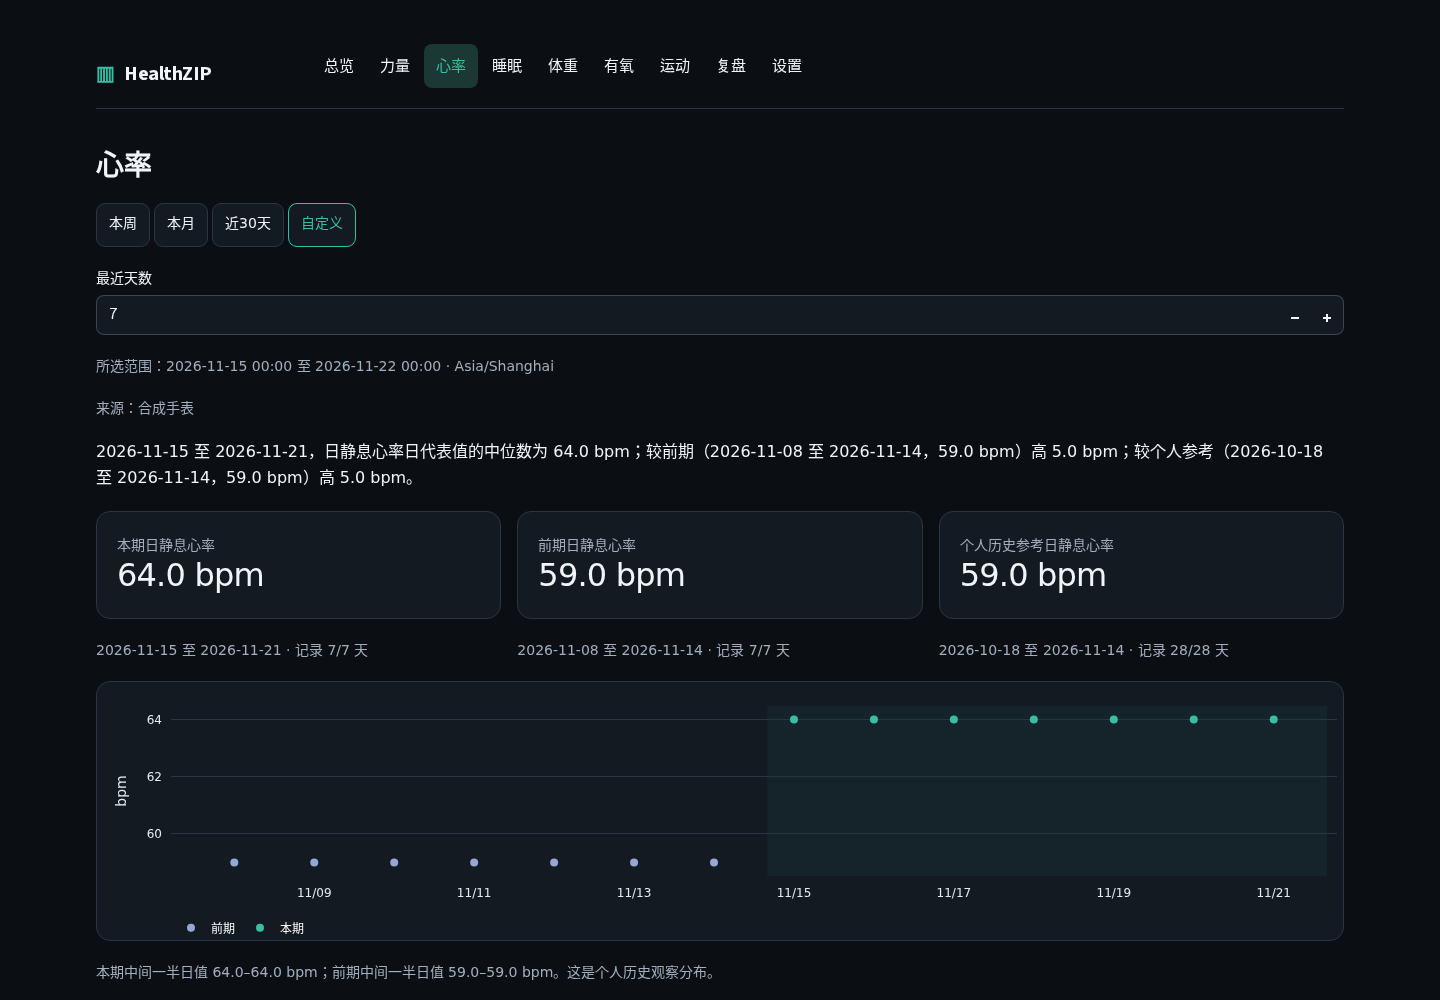 HealthZIP
总览 力量 心率 睡眠 体重 有氧 运动 复盘 设置
心率
本周 本月 近30天 自定义
最近天数
7
所选范围：2026-11-15 00:00 至 2026-11-22 00:00 · Asia/Shanghai
来源：合成手表
2026-11-15 至 2026-11-21，日静息心率日代表值的中位数为 64.0 bpm；较前期（2026-11-08 至 2026-11-14，59.0 bpm）高 5.0 bpm；较个人参考（2026-10-18
至 2026-11-14，59.0 bpm）高 5.0 bpm。
本期日静息心率
64.0 bpm
前期日静息心率
59.0 bpm
个人历史参考日静息心率
59.0 bpm
2026-11-15 至 2026-11-21 · 记录 7/7 天
2026-11-08 至 2026-11-14 · 记录 7/7 天
2026-10-18 至 2026-11-14 · 记录 28/28 天
64
62
60
bpm
11/09 11/11 11/13 11/15 11/17 11/19 11/21
前期 本期
本期中间一半日值 64.0–64.0 bpm；前期中间一半日值 59.0–59.0 bpm。这是个人历史观察分布。